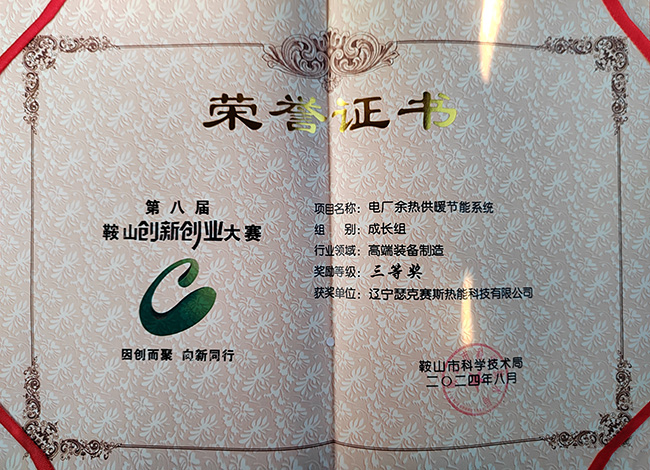 荣誉证书
第八届
鞍山创新创业大赛
因创而聚 向新同行
项目名称：电厂余热供暖节能系统
组 别：成长组
行业领域：高端装备制造
奖励等级：三等奖
获奖单位：辽宁瑟克赛斯热能科技有限公司
鞍山市科学技术局
二〇二四年八月